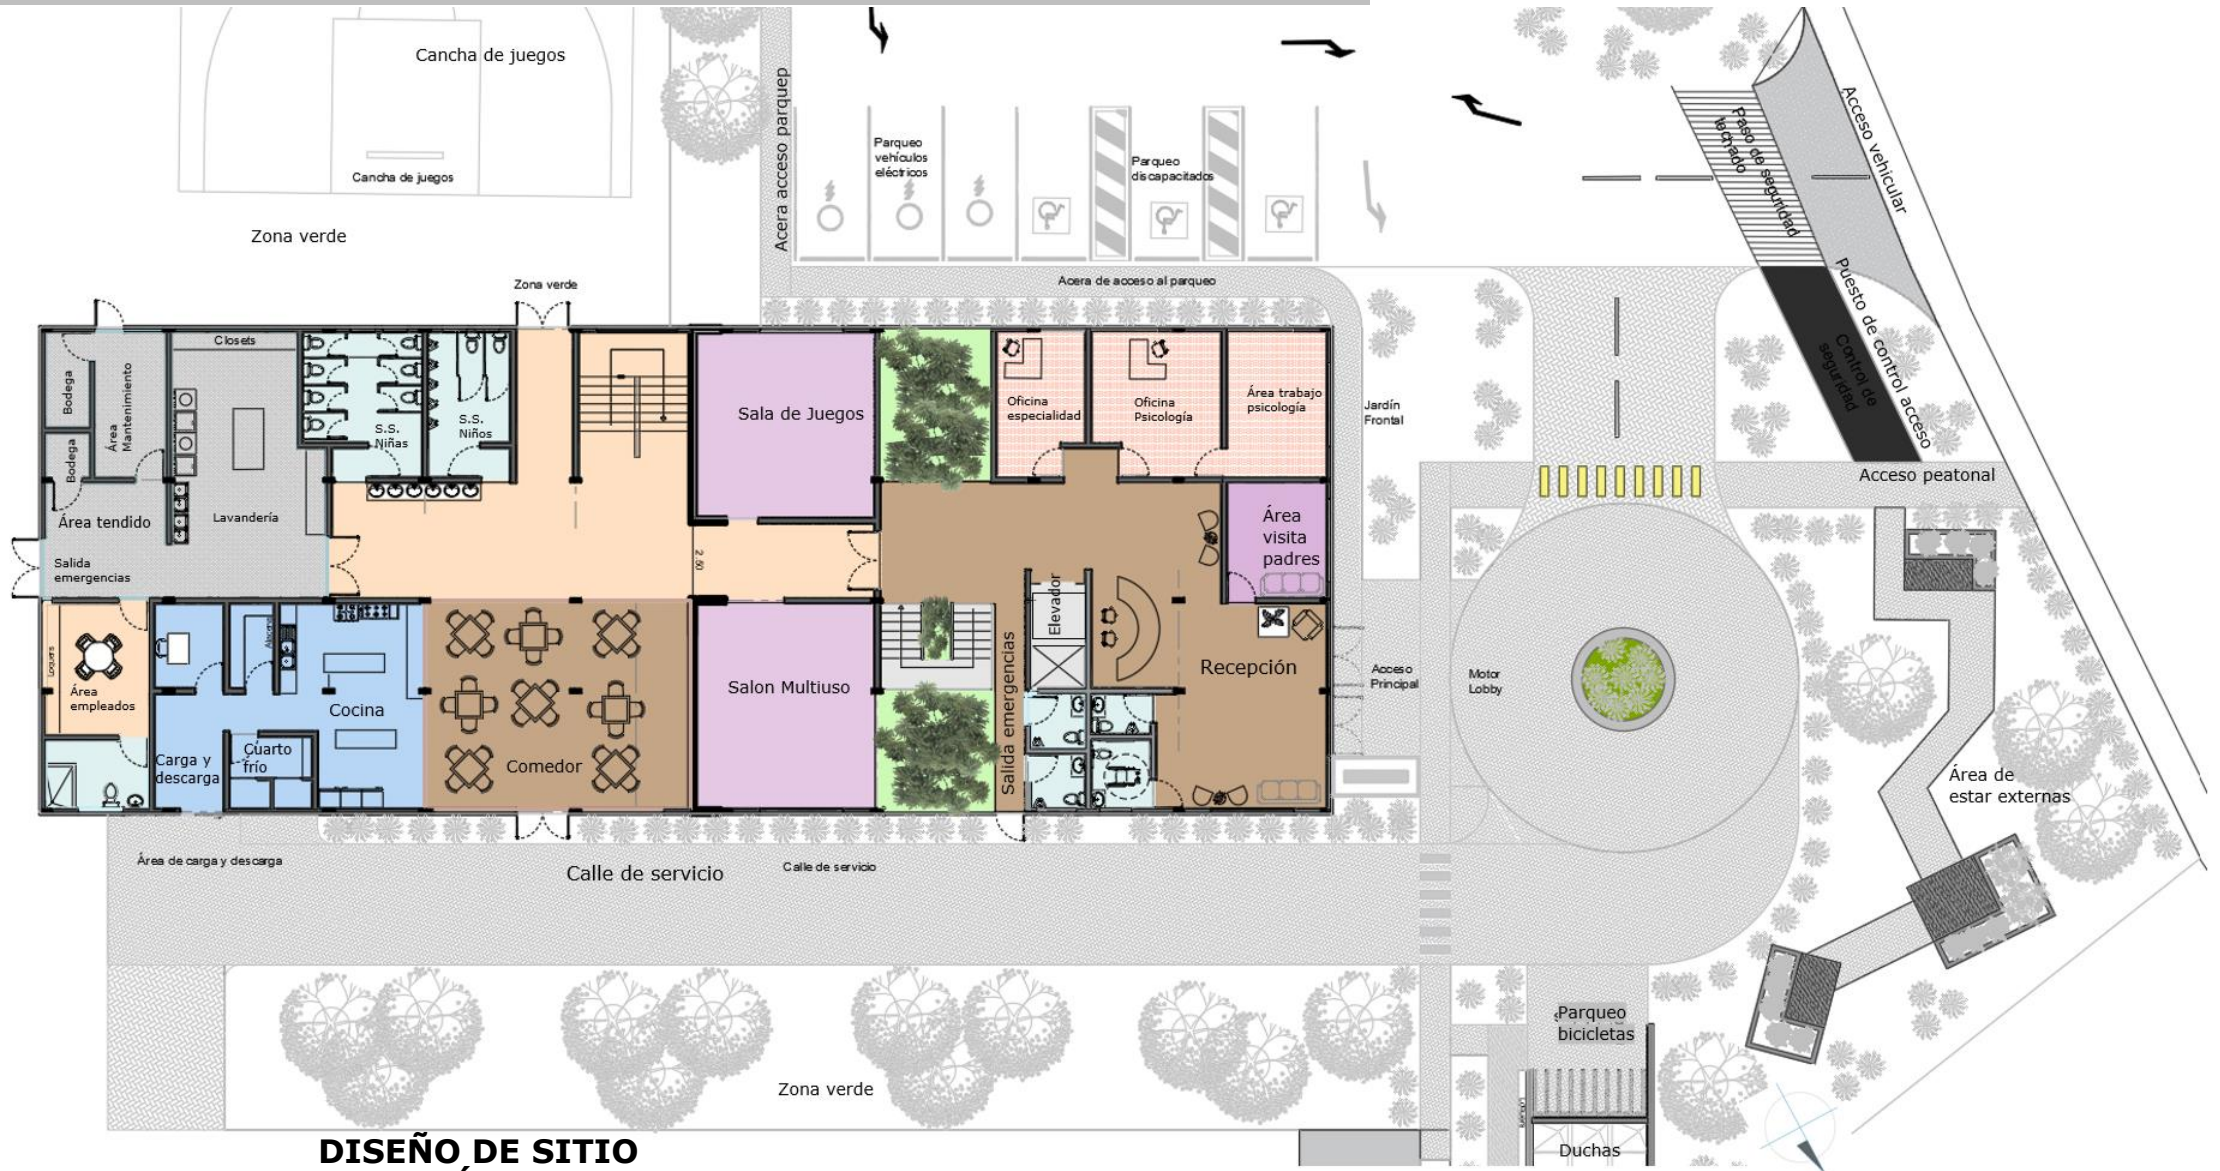 Cancha de juegos
Cancha de juegos
Zona verde
Acera acceso parquep
Parqueo
vehículos
eléctricos
Parqueo
discapacitados
Acera de acceso al parqueo
Paso de seguridad
techado
Acceso vehicular
Puesto de control acceso
Control de
seguridad
Acceso peatonal
Zona verde
Bodega
Área
Mantenimiento
Closets
S.S.
Niñas
S.S.
Niños
Sala de Juegos
Oficina
especialidad
Oficina
Psicología
Área trabajo
psicología
Jardín
Frontal
Bodega
Área tendido
Lavandería
Salida
emergencias
2.50
Área
visita
padres
Elevador
Loquers
Área
empleados
Alacena
Cocina
Carga y
descarga
Cuarto
frío
Comedor
Salon Multiuso
Salida emergencias
Recepción
Acceso
Principal
Motor
Lobby
Área de
estar externas
Área de carga y descarga
Calle de servicio
Calle de servicio
Zona verde
Parqueo
bicicletas
Duchas
DISEÑO DE SITIO